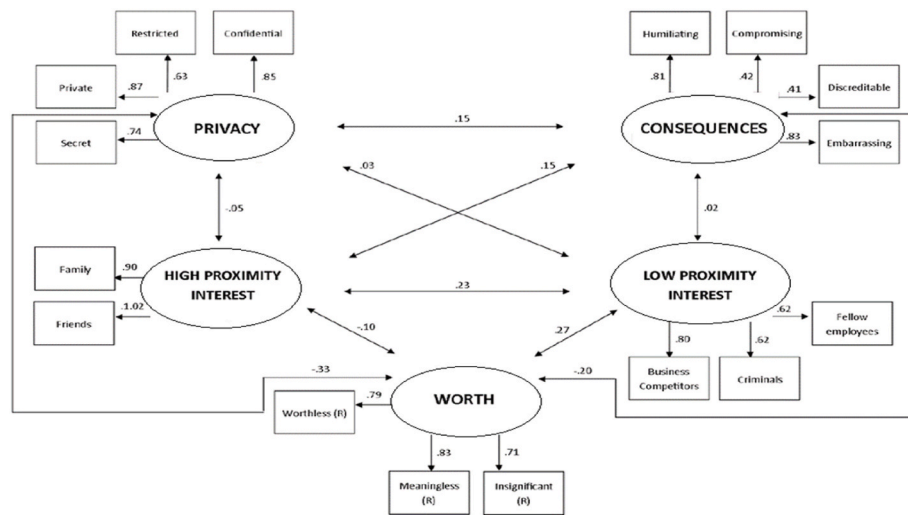 Restricted
Confidential
Humiliating
Compromising
.63
.85
.81
.42
Private
.87
.41
Discreditable
PRIVACY
.15
CONSEQUENCES
Secret
.74
.83
Embarrassing
.03
.15
-.05
.02
Family
.90
HIGH PROXIMITY
INTEREST
LOW PROXIMITY
INTEREST
.23
Friends
.1.02
-.10
.27
.62
Fellow
employees
.80
.62
Business
Competitors
Criminals
-.33
-.20
WORTH
Worthless (R)
.79
.83
.71
Meaningless
(R)
Insignificant
(R)